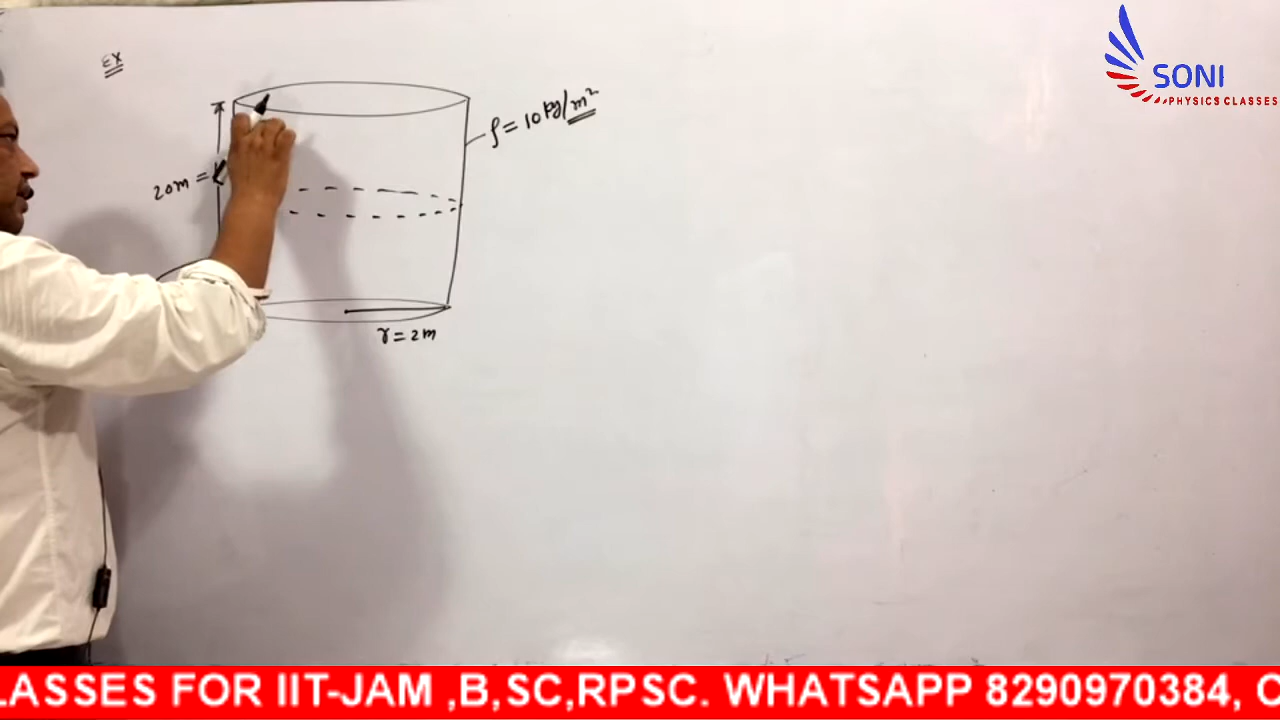 EX
SONI
PHYSICS CLASSES
ρ = 10 kg/m²
20m =
r = 2m
LASSES FOR IIT-JAM ,B,SC,RPSC. WHATSAPP 8290970384, C